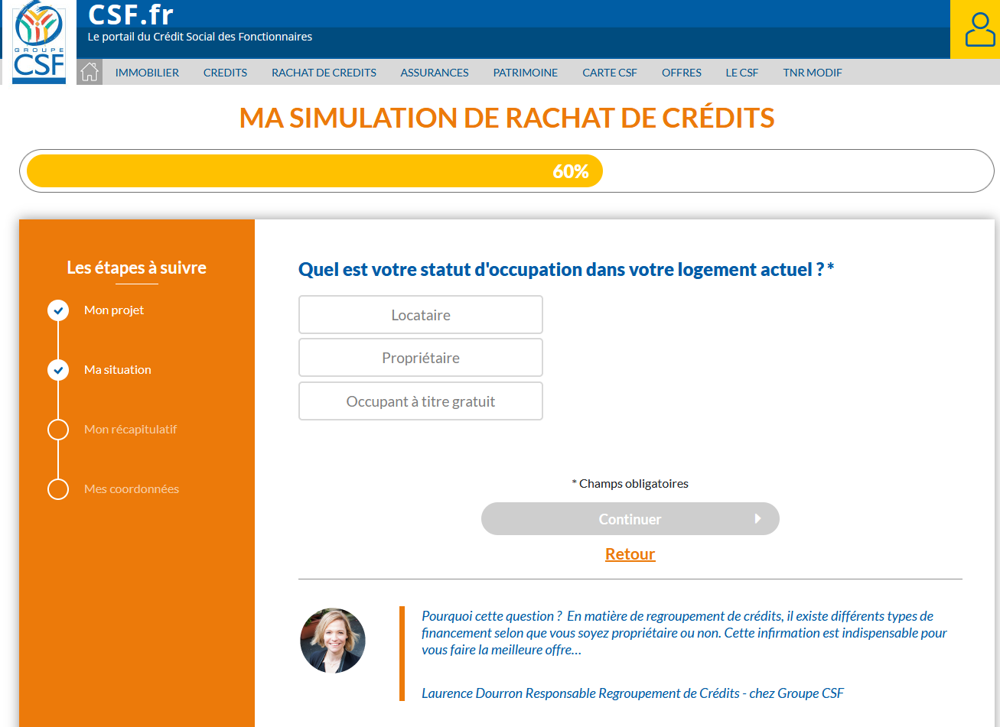 GROUPE
CSF
CSF.fr
Le portail du Crédit Social des Fonctionnaires
IMMOBILIER CREDITS RACHAT DE CREDITS ASSURANCES PATRIMOINE CARTE CSF OFFRES LE CSF TNR MODIF
MA SIMULATION DE RACHAT DE CRÉDITS
60%
Les étapes à suivre
Mon projet
Ma situation
Mon récapitulatif
Mes coordonnées
Quel est votre statut d'occupation dans votre logement actuel ? *
Locataire
Propriétaire
Occupant à titre gratuit
* Champs obligatoires
Continuer
Retour
Pourquoi cette question ? En matière de regroupement de crédits, il existe différents types de
financement selon que vous soyez propriétaire ou non. Cette infirmation est indispensable pour
vous faire la meilleure offre...
Laurence Dourron Responsable Regroupement de Crédits - chez Groupe CSF